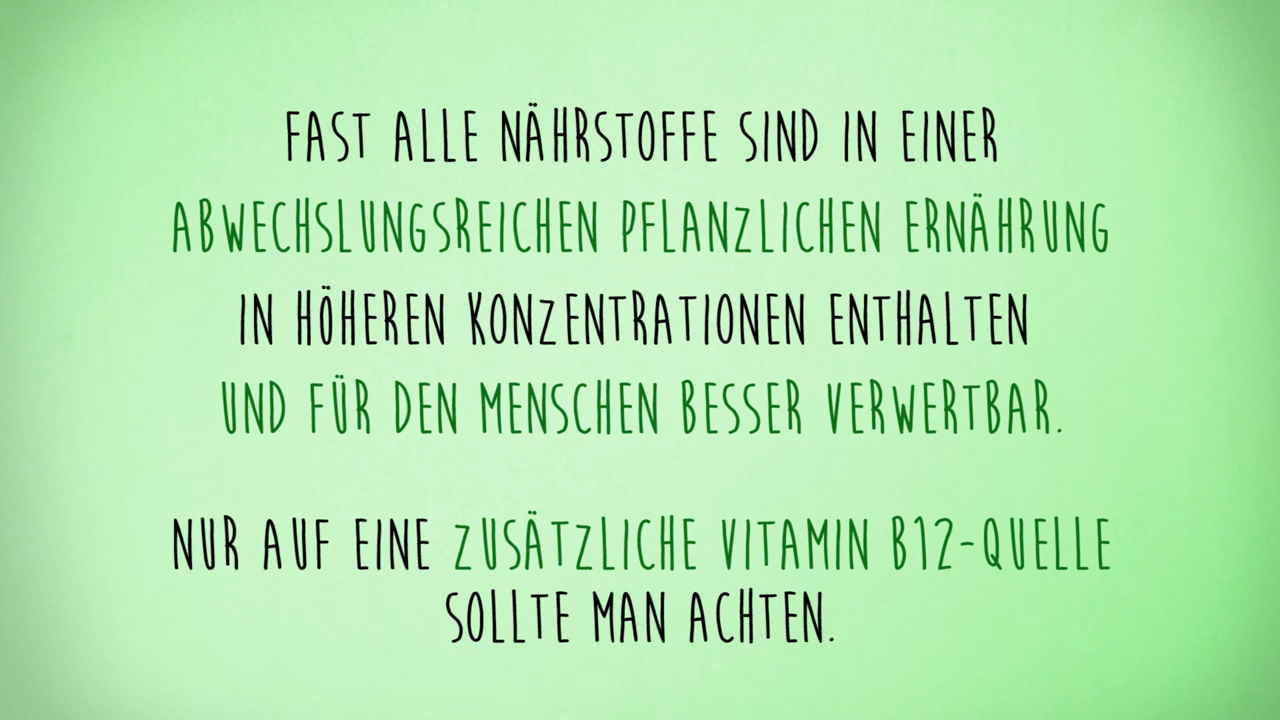 FAST ALLE NÄHRSTOFFE SIND IN EINER
ABWECHSLUNGSREICHEN PFLANZLICHEN ERNÄHRUNG
IN HÖHEREN KONZENTRATIONEN ENTHALTEN
UND FÜR DEN MENSCHEN BESSER VERWERTBAR.
NUR AUF EINE ZUSÄTZLICHE VITAMIN B12-QUELLE
SOLLTE MAN ACHTEN.